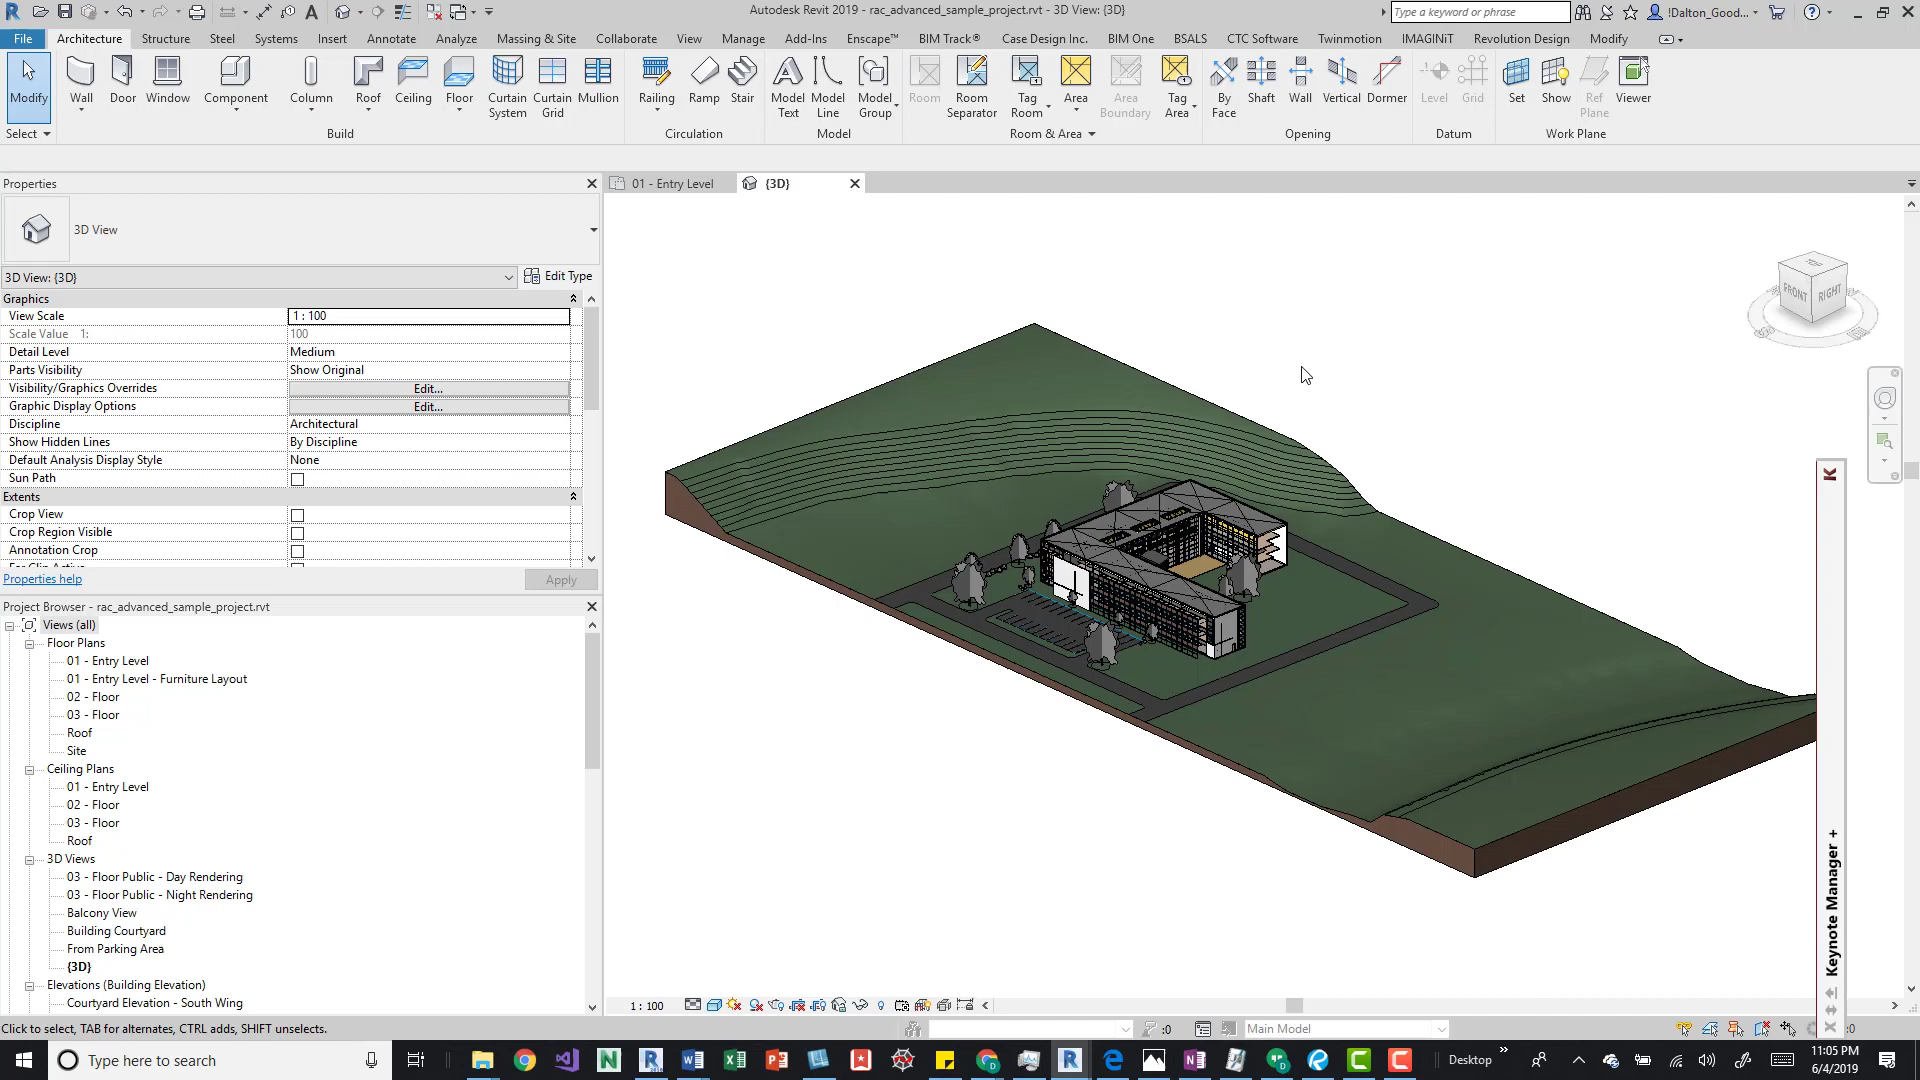 Autodesk Revit 2019 - rac_advanced_sample_project.rvt - 3D View: {3D}
Type a keyword or phrase
!Dalton_Good...
File Architecture Structure Steel Systems Insert Annotate Analyze Massing & Site Collaborate View Manage Add-Ins Enscape™ BIM Track® Case Design Inc. BIM One BSALS CTC Software Twinmotion IMAGINiT Revolution Design Modify
Modify Wall Door Window Component Column Roof Ceiling Floor Curtain System Curtain Grid Mullion Railing Ramp Stair Model Text Model Line Model Group Room Room Separator Tag Room Area Area Boundary Tag Area By Face Shaft Wall Vertical Dormer Level Grid Set Show Ref Plane Viewer
Select Build Circulation Model Room & Area Opening Datum Work Plane
Properties
01 - Entry Level
{3D}
3D View
3D View: {3D}
Edit Type
Graphics
View Scale 1 : 100
Scale Value 1: 100
Detail Level Medium
Parts Visibility Show Original
Visibility/Graphics Overrides Edit...
Graphic Display Options Edit...
Discipline Architectural
Show Hidden Lines By Discipline
Default Analysis Display Style None
Sun Path
Extents
Crop View
Crop Region Visible
Annotation Crop
Properties help
Apply
TOP
FRONT
RIGHT
Project Browser - rac_advanced_sample_project.rvt
Views (all)
Floor Plans
01 - Entry Level
01 - Entry Level - Furniture Layout
02 - Floor
03 - Floor
Roof
Site
Ceiling Plans
01 - Entry Level
02 - Floor
03 - Floor
Roof
3D Views
03 - Floor Public - Day Rendering
03 - Floor Public - Night Rendering
Balcony View
Building Courtyard
From Parking Area
{3D}
Elevations (Building Elevation)
Courtyard Elevation - South Wing
Keynote Manager +
1 : 100
Click to select, TAB for alternates, CTRL adds, SHIFT unselects.
:0
Main Model
:0
Type here to search
Desktop
11:05 PM
6/4/2019